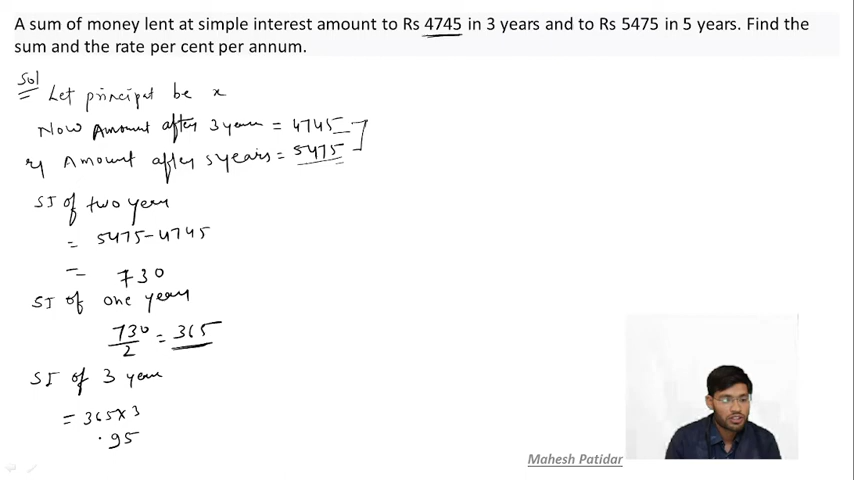 A sum of money lent at simple interest amount to Rs 4745 in 3 years and to Rs 5475 in 5 years. Find the
sum and the rate per cent per annum.
Sol
Let principal be x
Now Amount after 3 years = 4745
Amount after 5 years = 5475
SI of two year
= 5475-4745
= 730
SI of one years
730/2 = 365
SI of 3 year
= 365×3
95
Mahesh Patidar